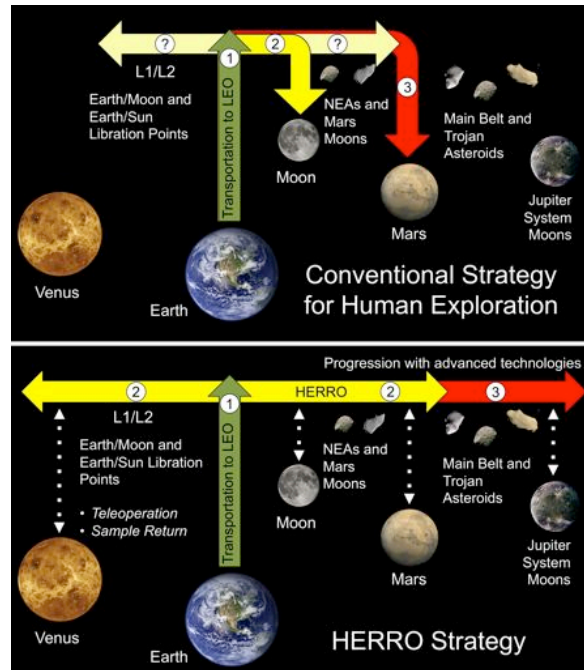 ?
2
?
1
3
L1/L2
Earth/Moon and
Earth/Sun
Libration Points
Transportation to LEO
NEAs and
Mars
Moons
Main Belt and
Trojan
Asteroids
Moon
Mars
Jupiter
System
Moons
Venus
Earth
Conventional Strategy
for Human Exploration
Progression with advanced technologies
2
1
HERRO
2
3
L1/L2
Earth/Moon and
Earth/Sun Libration
Points
• Teleoperation
• Sample Return
Transportation to LEO
NEAs and
Mars
Moons
Main Belt and
Trojan
Asteroids
Moon
Mars
Jupiter
System
Moons
Venus
Earth
HERRO Strategy